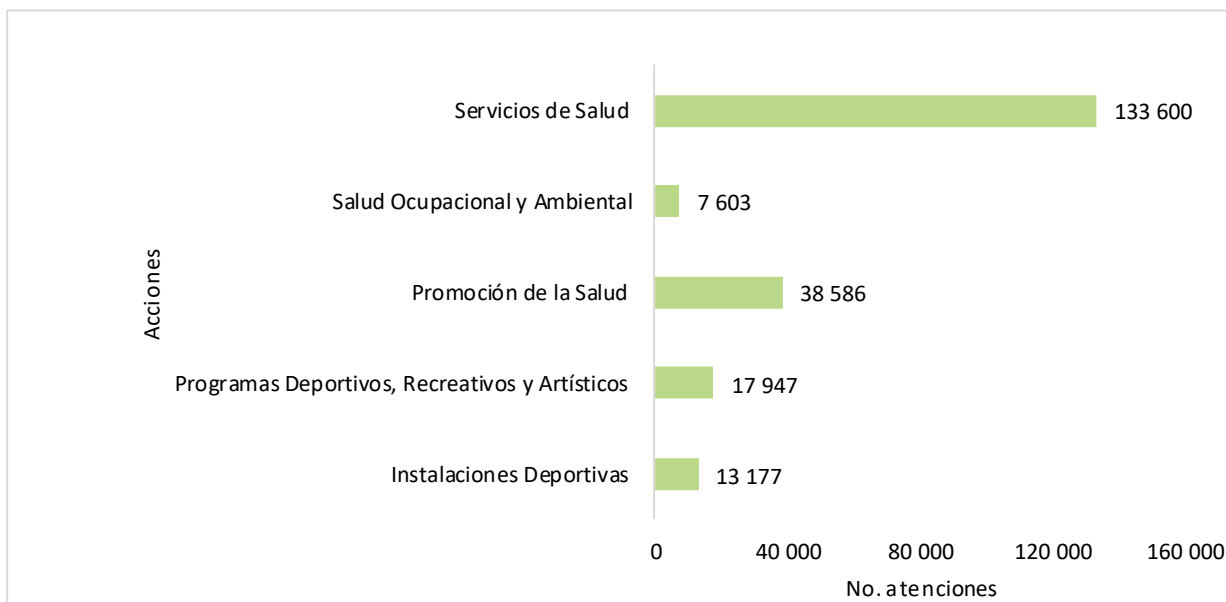 Servicios de Salud
133 600
Salud Ocupacional y Ambiental
7 603
Acciones
Promoción de la Salud
38 586
Programas Deportivos, Recreativos y Artísticos
17 947
Instalaciones Deportivas
13 177
0 40 000 80 000 120 000 160 000
No. atenciones